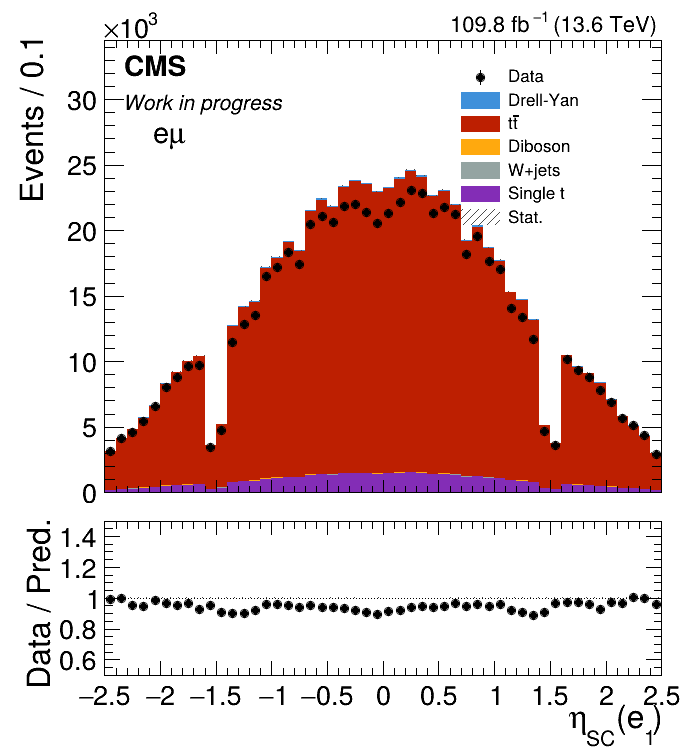 ×10³ 109.8 fb⁻¹ (13.6 TeV)
CMS
Work in progress
eμ
Data
Drell-Yan
tt̄
Diboson
W+jets
Single t
Stat.
Events / 0.1
30
25
20
15
10
5
0
Data / Pred.
1.4
1.2
1
0.8
0.6
−2.5 −2 −1.5 −1 −0.5 0 0.5 1 1.5 2 2.5
η_SC(e₁)